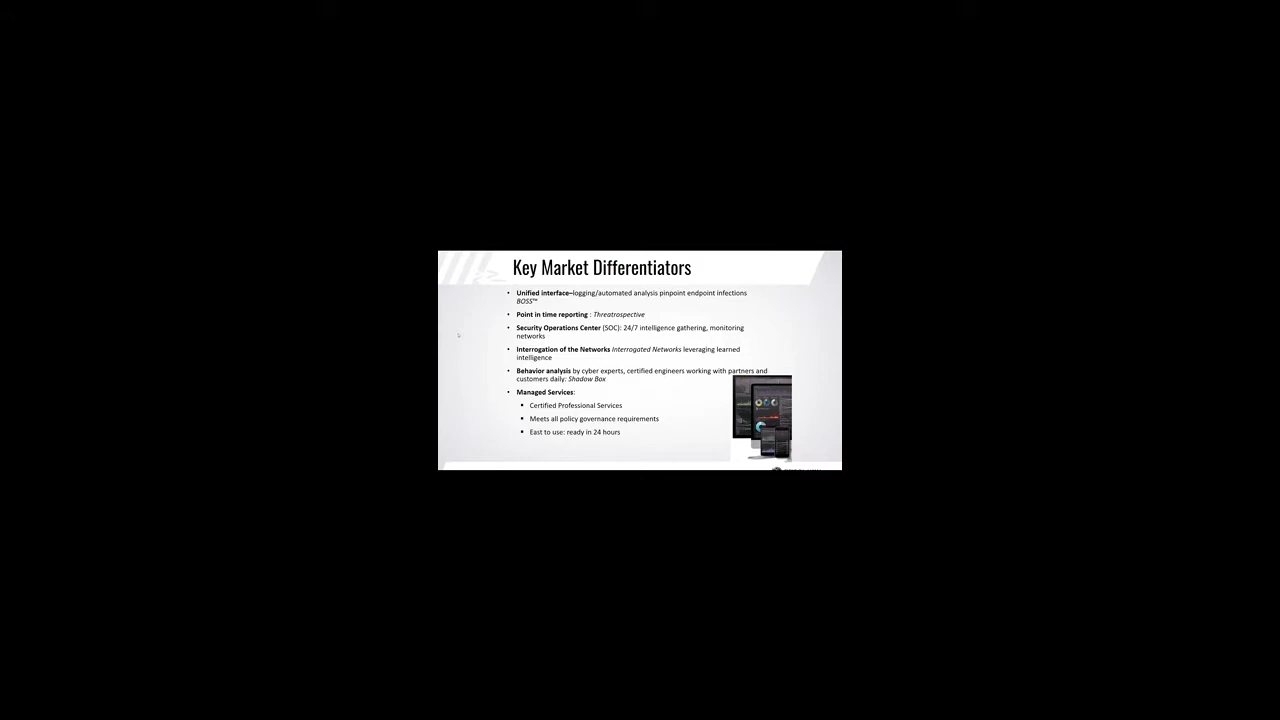 Key Market Differentiators
• Unified interface–logging/automated analysis pinpoint endpoint infections
BOSS™
• Point in time reporting : Threatrospective
• Security Operations Center (SOC): 24/7 intelligence gathering, monitoring
networks
• Interrogation of the Networks Interrogated Networks leveraging learned
intelligence
• Behavior analysis by cyber experts, certified engineers working with partners and
customers daily: Shadow Box
• Managed Services:
▪ Certified Professional Services
▪ Meets all policy governance requirements
▪ East to use: ready in 24 hours